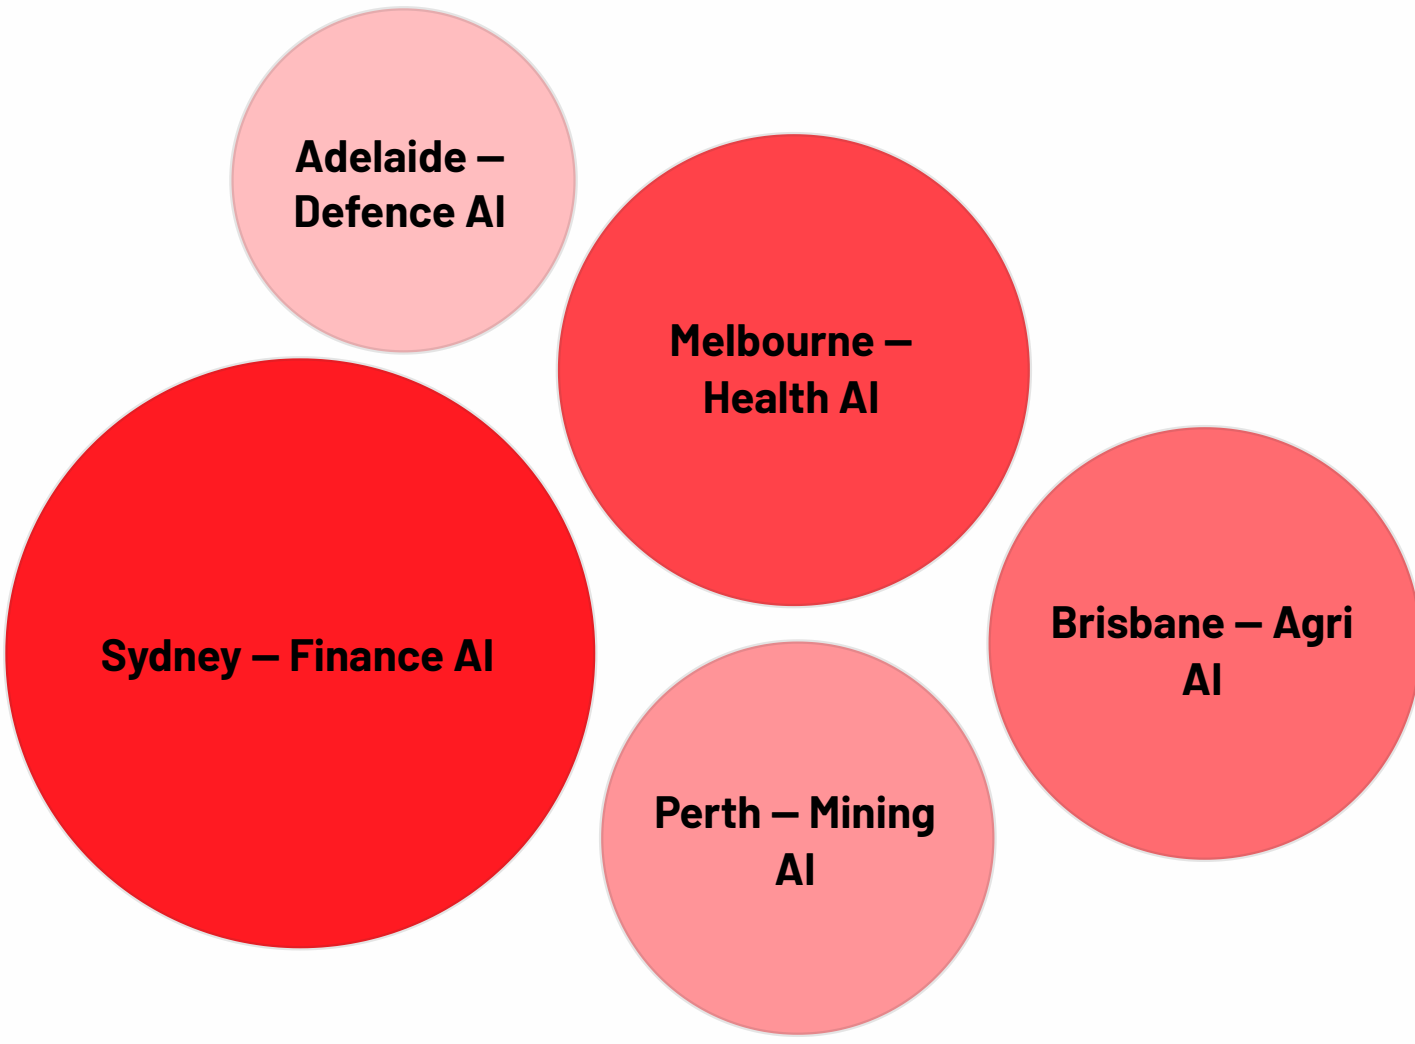 Adelaide –
Defence AI
Melbourne –
Health AI
Sydney – Finance AI
Brisbane – Agri
AI
Perth – Mining
AI